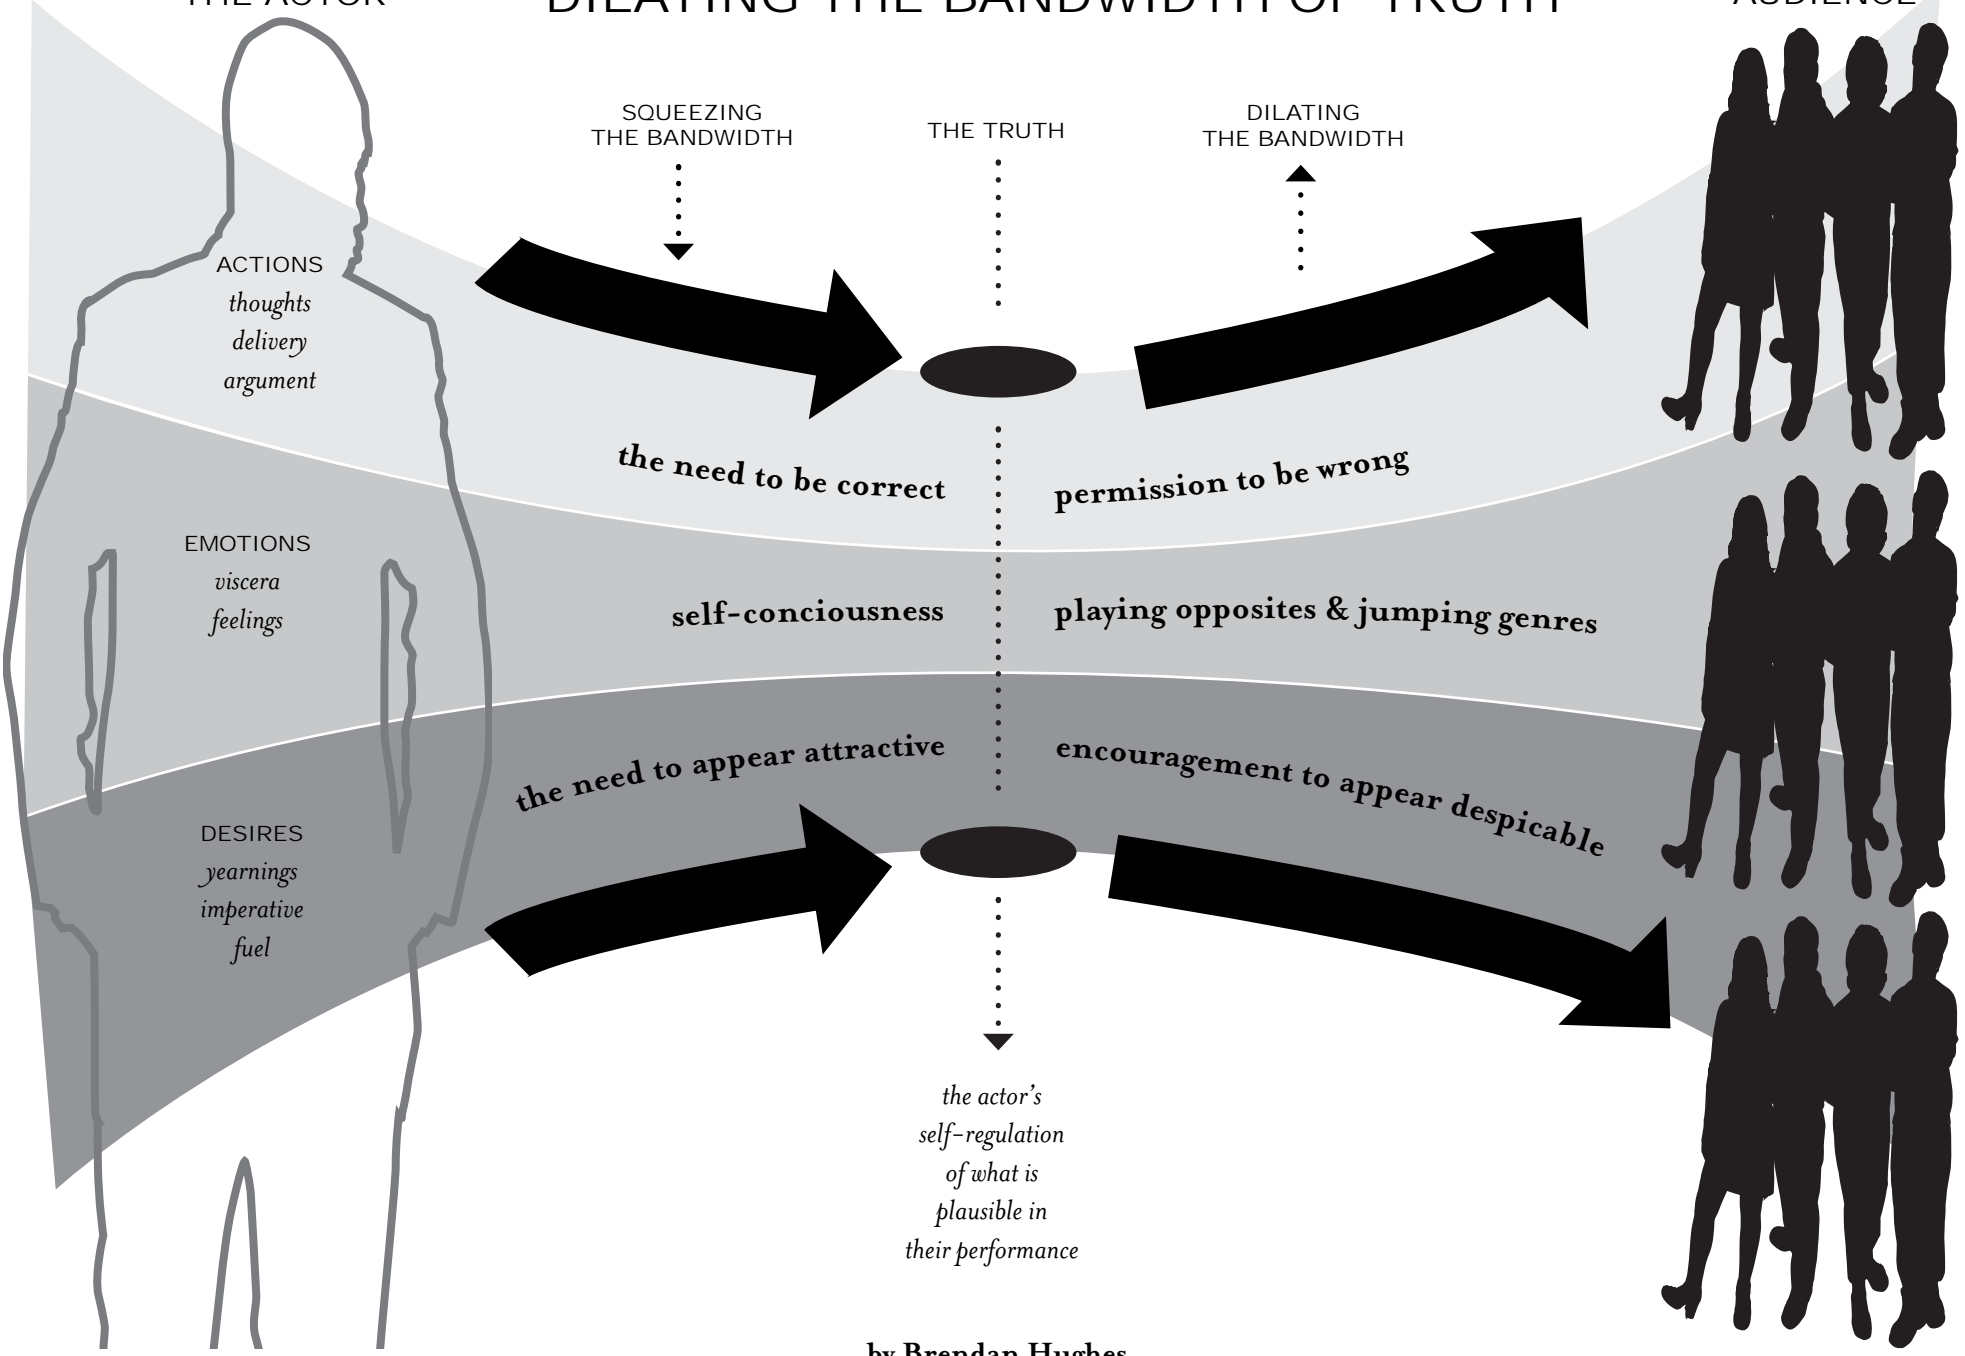 THE ACTOR
DILATING THE BANDWIDTH OF TRUTH
AUDIENCE
SQUEEZING
THE BANDWIDTH
THE TRUTH
DILATING
THE BANDWIDTH
ACTIONS
thoughts
delivery
argument
the need to be correct
permission to be wrong
EMOTIONS
viscera
feelings
self-conciousness
playing opposites & jumping genres
the need to appear attractive
encouragement to appear despicable
DESIRES
yearnings
imperative
fuel
the actor's
self-regulation
of what is
plausible in
their performance
by Brendan Hughes